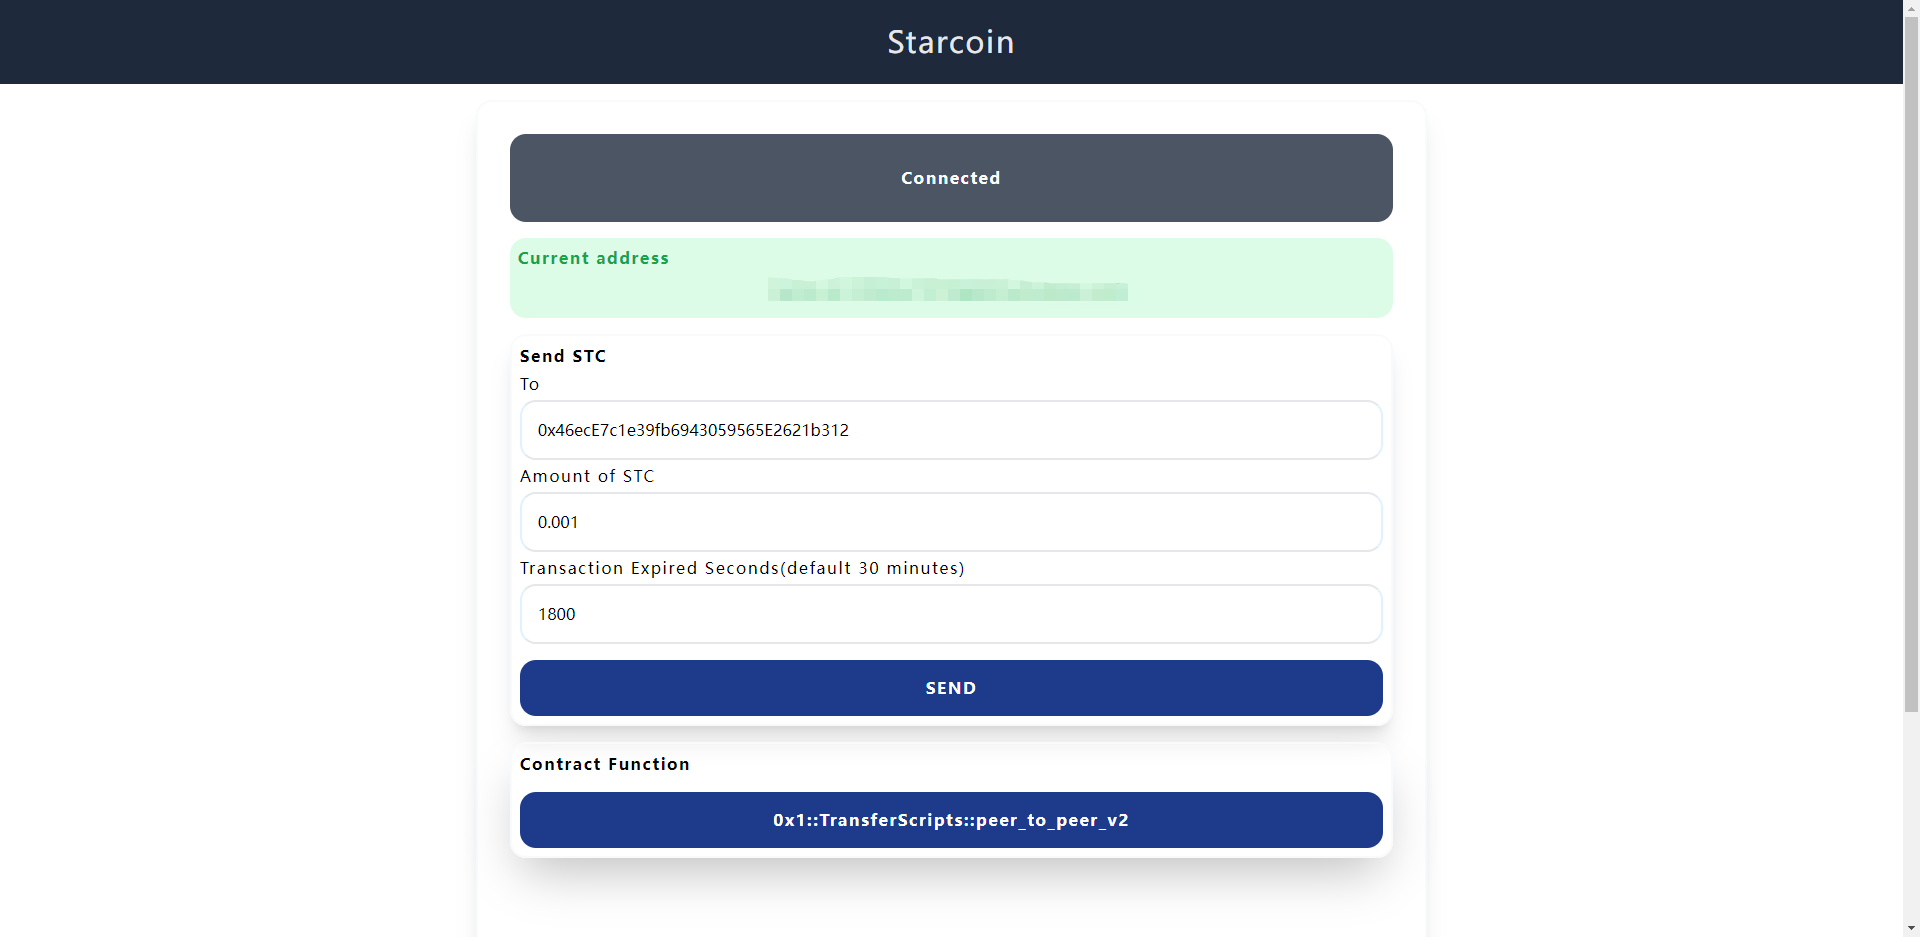 Starcoin
Connected
Current address
Send STC
To
0x46ecE7c1e39fb6943059565E2621b312
Amount of STC
0.001
Transaction Expired Seconds(default 30 minutes)
1800
SEND
Contract Function
0x1::TransferScripts::peer_to_peer_v2